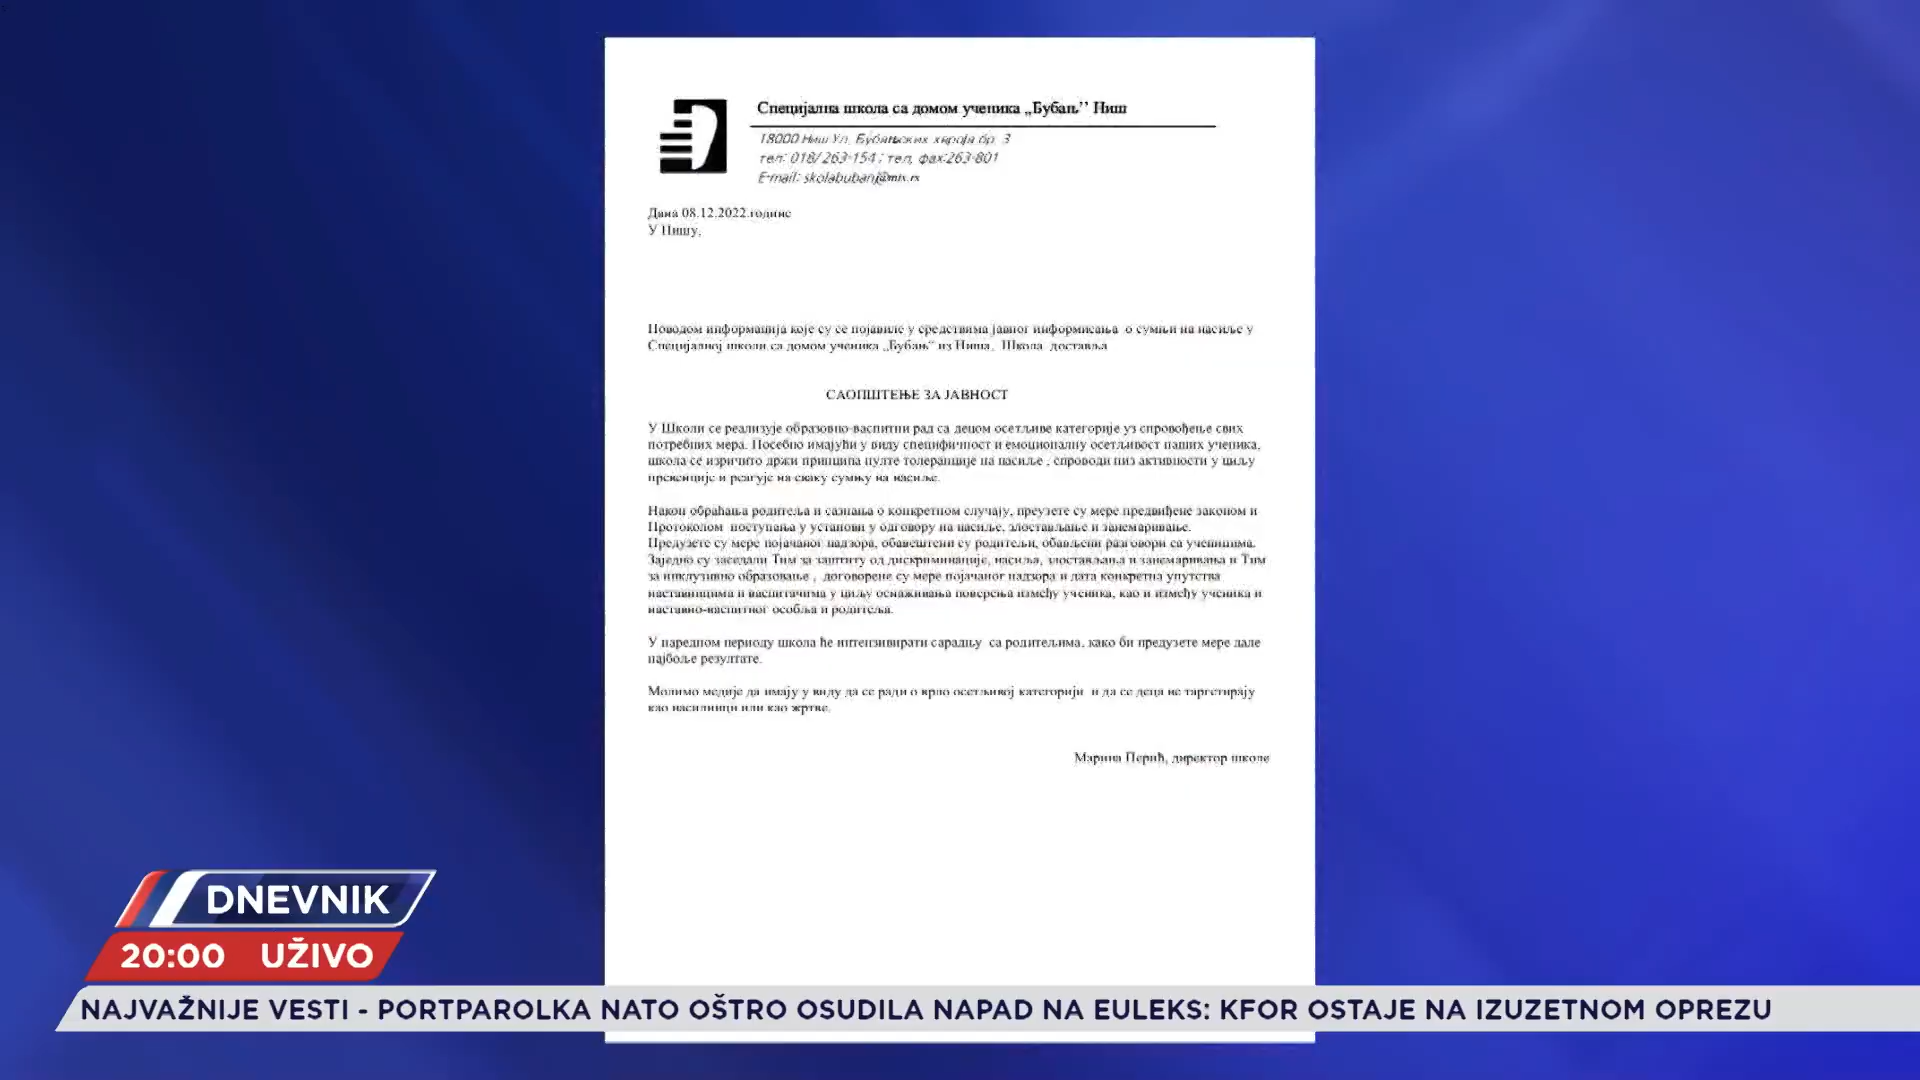 Специјална школа са домом ученика „Бубањ’’ Ниш
18000 Ниш Ул. Бубањских хероја бр. 3
тел: 018/ 263-154 ; тел, факс:263-801
E-mail: skolabubanj@mts.rs
Дана 08.12.2022.године
У Нишу,
Поводом информација које су се појавиле у средствима јавног информисања о сумњи на насиље у
Специјалној школи са домом ученика „Бубањ“ из Ниша, Школа доставља
САОПШТЕЊЕ ЗА ЈАВНОСТ
У Школи се реализује образовно-васпитни рад са децом осетљиве категорије уз спровођење свих
потребних мера. Посебно имајући у виду специфичност и емоционалну осетљивост наших ученика,
школа се изричито држи принципа нулте толеранције на насиље , спроводи низ активности у циљу
превенције и реагује на сваку сумњу на насиље.
Након обраћања родитеља и сазнања о конкретном случају, преузете су мере предвиђене законом и
Протоколом поступања у установи у одговору на насиље, злостављање и занемаривање.
Предузете су мере појачаног надзора, обавештени су родитељи, обављени разговори са ученицима.
Заједно су заседали Тим за заштиту од дискриминације, насиља, злостављања и занемаривања и Тим
за инклузивно образовање , договорене су мере појачаног надзора и дата конкретна упутства
наставницима и васпитачима у циљу оснаживања поверења између ученика, као и између ученика и
наставно-васпитног особља и родитеља.
У наредном периоду школа ће интензивирати сарадњу са родитељима, како би предузете мере дале
најбоље резултате.
Молимо медије да имају у виду да се ради о врло осетљивој категорији и да се деца не таргетирају
као насилници или као жртве.
Марина Перић, директор школе
DNEVNIK
20:00 UŽIVO
NAJVAŽNIJE VESTI - PORTPAROLKA NATO OŠTRO OSUDILA NAPAD NA EULEKS: KFOR OSTAJE NA IZUZETNOM OPREZU